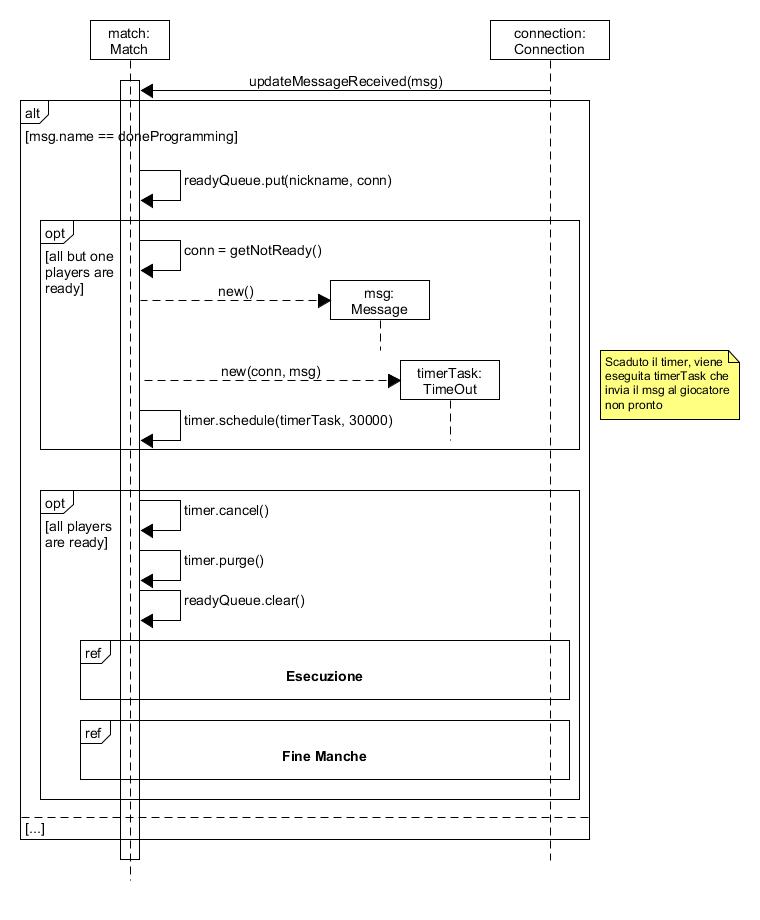 match:
Match
connection:
Connection
updateMessageReceived(msg)
alt
[msg.name == doneProgramming]
readyQueue.put(nickname, conn)
opt
[all but one
players are
ready]
conn = getNotReady()
new()
msg:
Message
new(conn, msg)
timerTask:
TimeOut
Scaduto il timer, viene
eseguita timerTask che
invia il msg al giocatore
non pronto
timer.schedule(timerTask, 30000)
opt
[all players
are ready]
timer.cancel()
timer.purge()
readyQueue.clear()
ref
Esecuzione
ref
Fine Manche
[...]